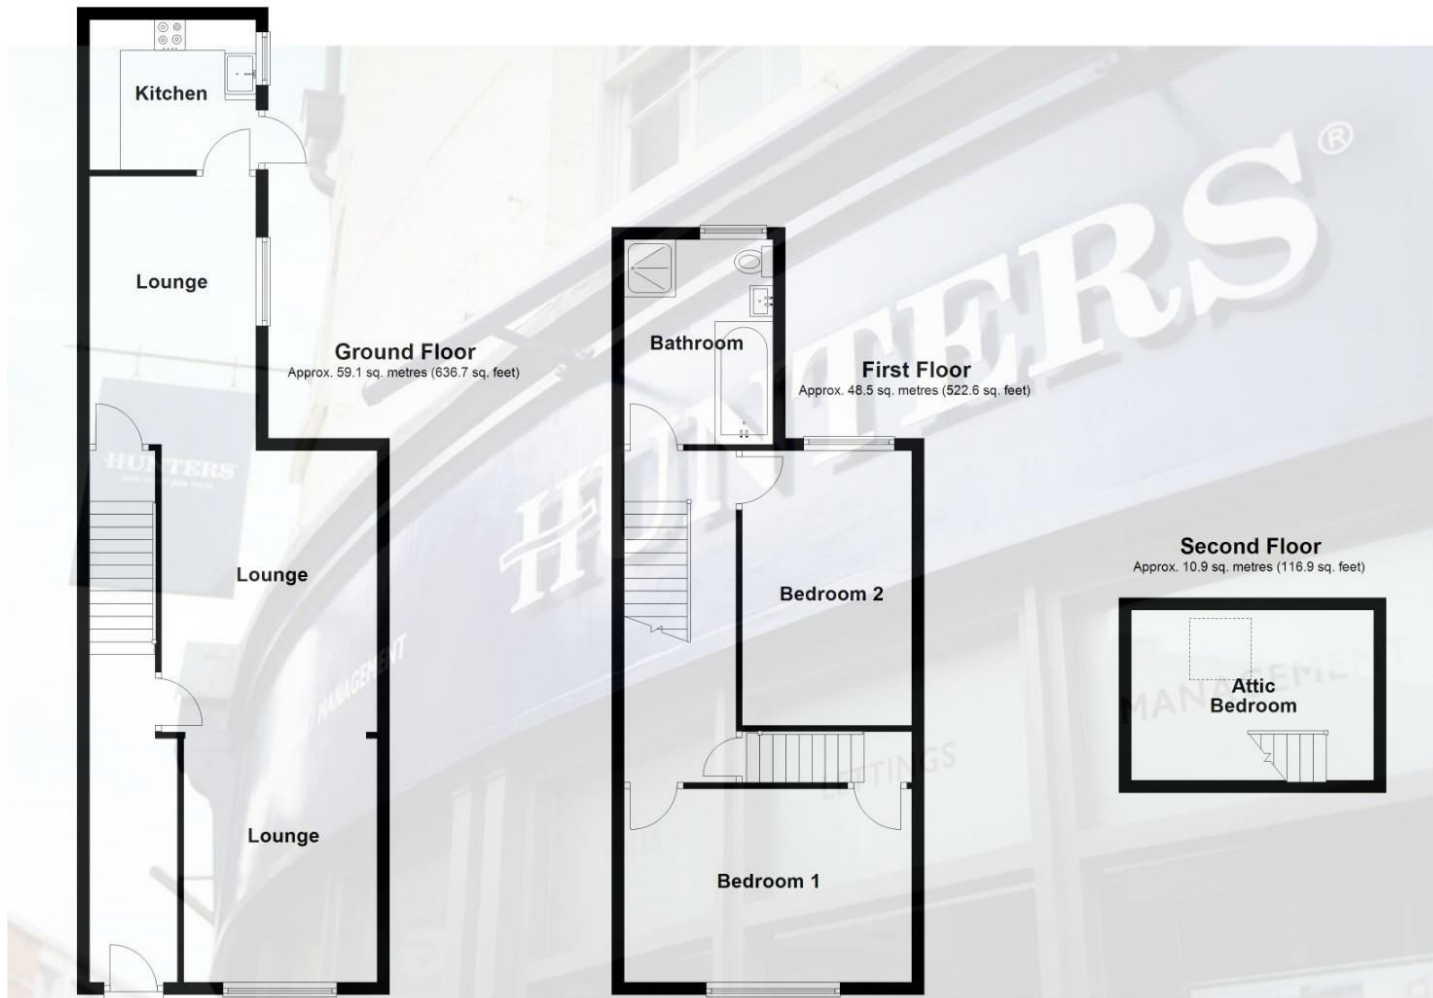 Kitchen
Lounge
Ground Floor
Approx. 59.1 sq. metres (636.7 sq. feet)
HUNTERS
Lounge
Lounge
MANAGEMENT
Bathroom
First Floor
Approx. 48.5 sq. metres (522.6 sq. feet)
HUNTERS®
Bedroom 2
LETTINGS
Bedroom 1
Second Floor
Approx. 10.9 sq. metres (116.9 sq. feet)
MANAGEMENT
Attic
Bedroom